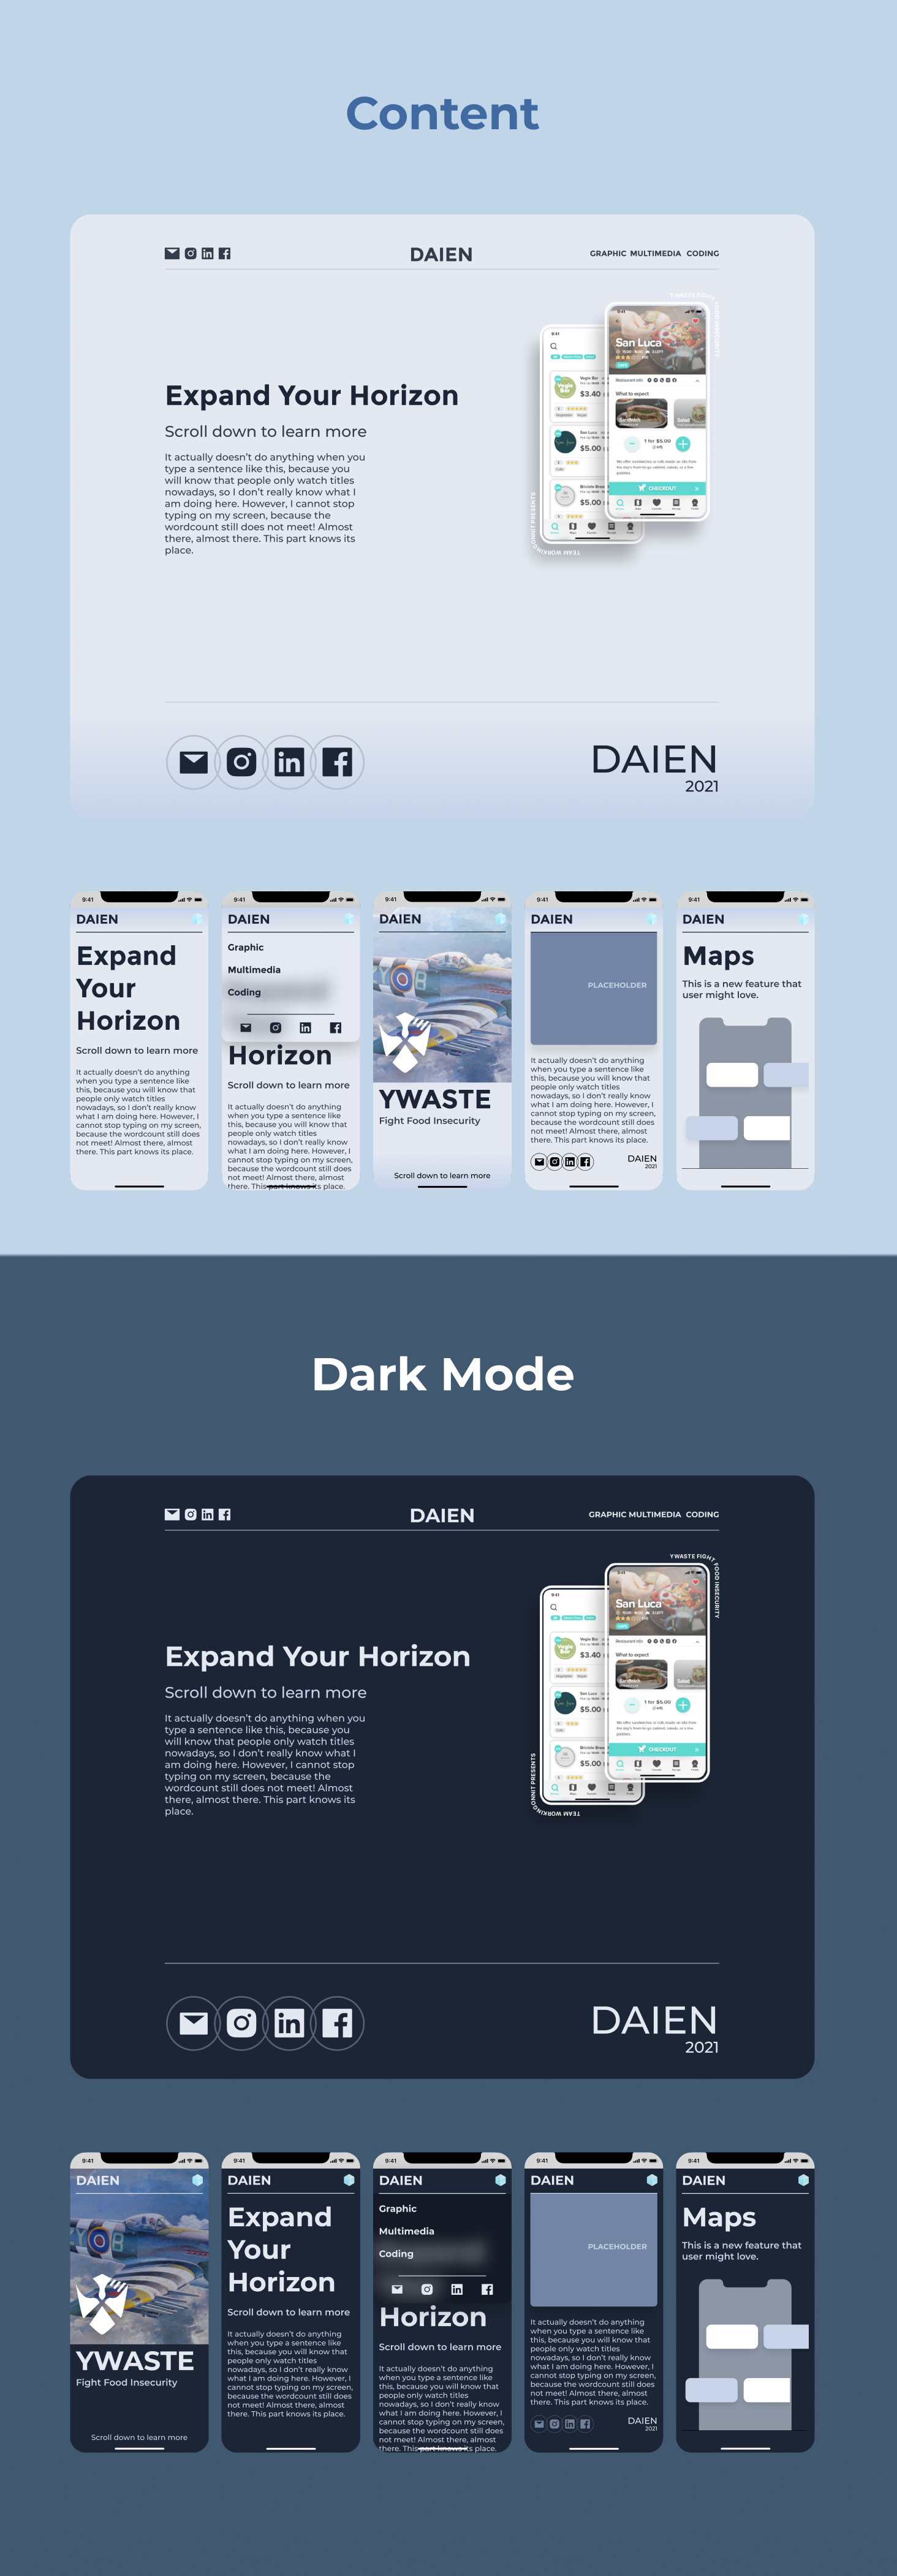 Content
DAIEN
GRAPHIC MULTIMEDIA CODING
YWASTE FIGHT FOOD INSECURITY
Expand Your Horizon
Scroll down to learn more
It actually doesn't do anything when you
type a sentence like this, because you
will know that people only watch titles
nowadays, so I don't really know what I
am doing here. However, I cannot stop
typing on my screen, because the
wordcount still does not meet! Almost
there, almost there. This part knows its
place.
9:41
Vegie Bar
$3.40
$5.00
$5.00
San Luca
Restaurant info
What to expect
Sandwich
Salad
1 for $5.00
CHECKOUT
TEAM WORKINGONNIT PRESENTS
DAIEN
2021
9:41
DAIEN
Expand
Your
Horizon
Scroll down to learn more
It actually doesn't do anything
when you type a sentence like
this, because you will know that
people only watch titles
nowadays, so I don't really know
what I am doing here. However, I
cannot stop typing on my screen,
because the wordcount still does
not meet! Almost there, almost
there. This part knows its place.
9:41
DAIEN
Graphic
Multimedia
Coding
Horizon
Scroll down to learn more
It actually doesn't do anything
when you type a sentence like
this, because you will know that
people only watch titles
nowadays, so I don't really know
what I am doing here. However, I
cannot stop typing on my screen,
because the wordcount still does
not meet! Almost there, almost
there. This part knows its place.
9:41
DAIEN
YWASTE
Fight Food Insecurity
Scroll down to learn more
9:41
DAIEN
PLACEHOLDER
It actually doesn't do anything
when you type a sentence like
this, because you will know that
people only watch titles
nowadays, so I don't really know
what I am doing here. However, I
cannot stop typing on my screen,
because the wordcount still does
not meet! Almost there, almost
there. This part knows its place.
DAIEN
2021
9:41
DAIEN
Maps
This is a new feature that
user might love.
Dark Mode
DAIEN
GRAPHIC MULTIMEDIA CODING
YWASTE FIGHT FOOD INSECURITY
Expand Your Horizon
Scroll down to learn more
It actually doesn't do anything when you
type a sentence like this, because you
will know that people only watch titles
nowadays, so I don't really know what I
am doing here. However, I cannot stop
typing on my screen, because the
wordcount still does not meet! Almost
there, almost there. This part knows its
place.
Vegie Bar
$3.40
$5.00
$5.00
San Luca
Restaurant info
What to expect
Sandwich
Salad
1 for $5.00
CHECKOUT
TEAM WORKINGONNIT PRESENTS
DAIEN
2021
9:41
DAIEN
YWASTE
Fight Food Insecurity
Scroll down to learn more
9:41
DAIEN
Expand
Your
Horizon
Scroll down to learn more
It actually doesn't do anything
when you type a sentence like
this, because you will know that
people only watch titles
nowadays, so I don't really know
what I am doing here. However, I
cannot stop typing on my screen,
because the wordcount still does
not meet! Almost there, almost
there. This part knows its place.
9:41
DAIEN
Graphic
Multimedia
Coding
Horizon
Scroll down to learn more
It actually doesn't do anything
when you type a sentence like
this, because you will know that
people only watch titles
nowadays, so I don't really know
what I am doing here. However, I
cannot stop typing on my screen,
because the wordcount still does
not meet! Almost there, almost
there. This part knows its place.
9:41
DAIEN
PLACEHOLDER
It actually doesn't do anything
when you type a sentence like
this, because you will know that
people only watch titles
nowadays, so I don't really know
what I am doing here. However, I
cannot stop typing on my screen,
because the wordcount still does
not meet! Almost there, almost
there. This part knows its place.
DAIEN
2021
9:41
DAIEN
Maps
This is a new feature that
user might love.